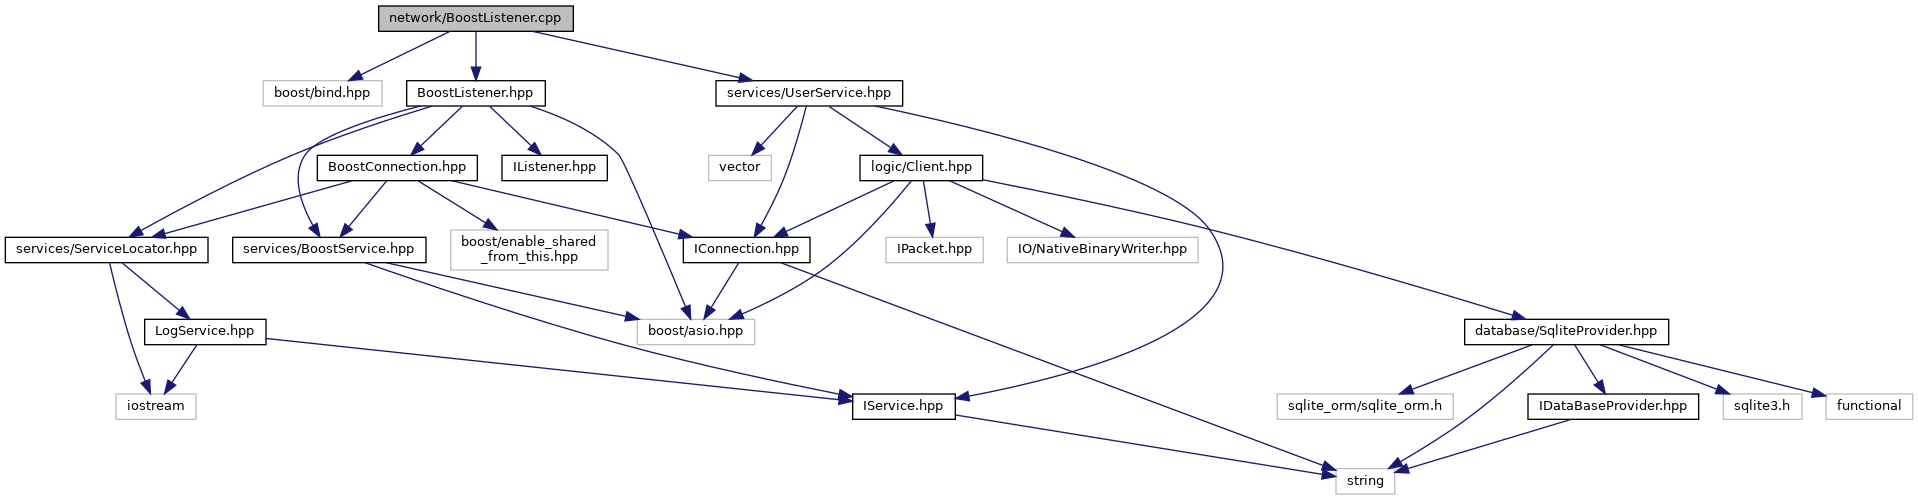 network/BoostListener.cpp
boost/bind.hpp
BoostListener.hpp
services/UserService.hpp
BoostConnection.hpp
IListener.hpp
vector
logic/Client.hpp
services/ServiceLocator.hpp
services/BoostService.hpp
boost/enable_shared
_from_this.hpp
IConnection.hpp
IPacket.hpp
IO/NativeBinaryWriter.hpp
LogService.hpp
boost/asio.hpp
database/SqliteProvider.hpp
iostream
IService.hpp
sqlite_orm/sqlite_orm.h
IDataBaseProvider.hpp
sqlite3.h
functional
string